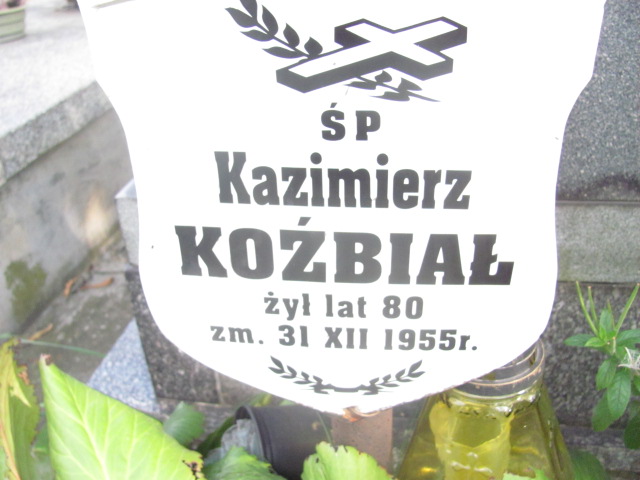 ŚP
Kazimierz
KOŹBIAŁ
żył lat 80
zm. 31 XII 1955r.